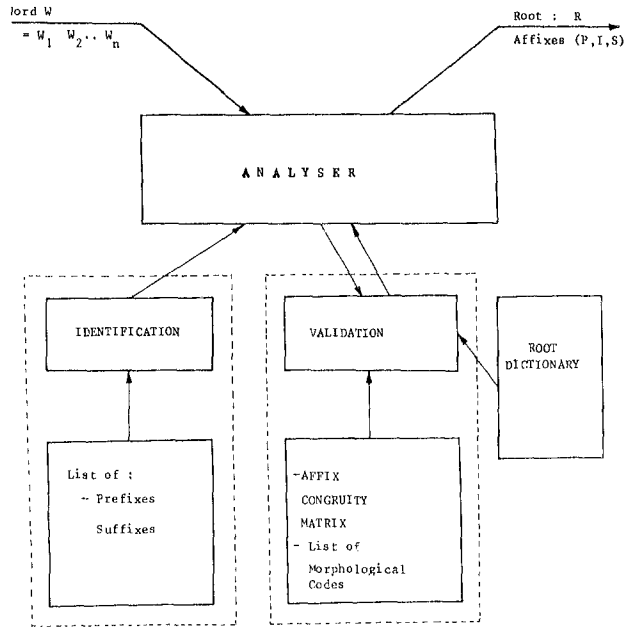 W
= W1 W2.. Wn
Root : R
Affixes (P,I,S)
ANALYSER
IDENTIFICATION
VALIDATION
ROOT
DICTIONARY
List of :
- Prefixes
Suffixes
-AFFIX
CONGRUITY
MATRIX
- List of
Morphological
Codes